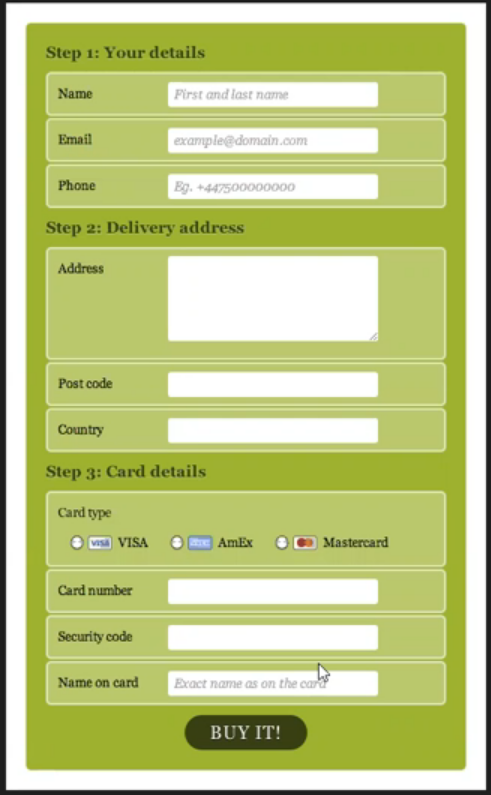 Step 1: Your details
Name First and last name
Email example@domain.com
Phone Eg. +447500000000
Step 2: Delivery address
Address
Post code
Country
Step 3: Card details
Card type
VISA VISA AmEx Mastercard
Card number
Security code
Name on card Exact name as on the card
BUY IT!